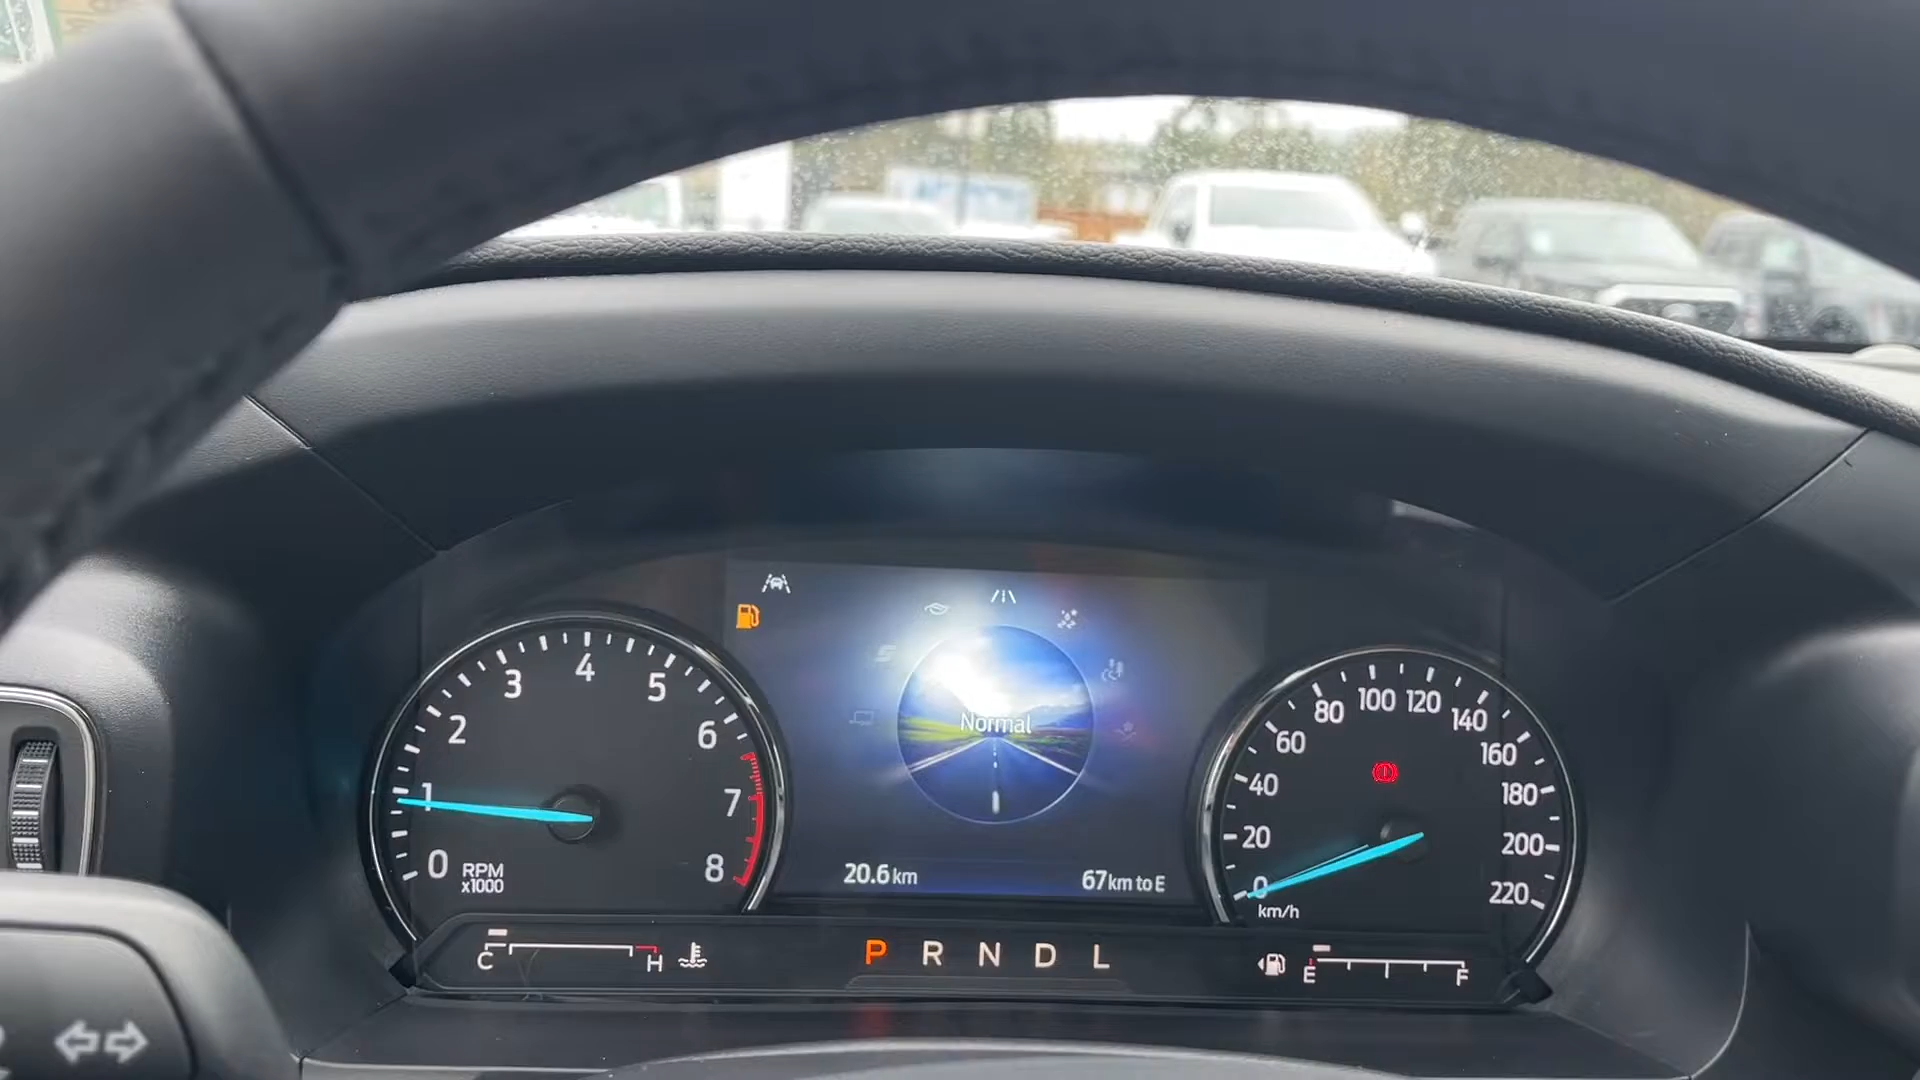 0 1 2 3 4 5 6 7 8
RPM
x1000
Normal
20.6 km
67 km to E
0 20 40 60 80 100 120 140 160 180 200 220
km/h
C H
P R N D L
E F